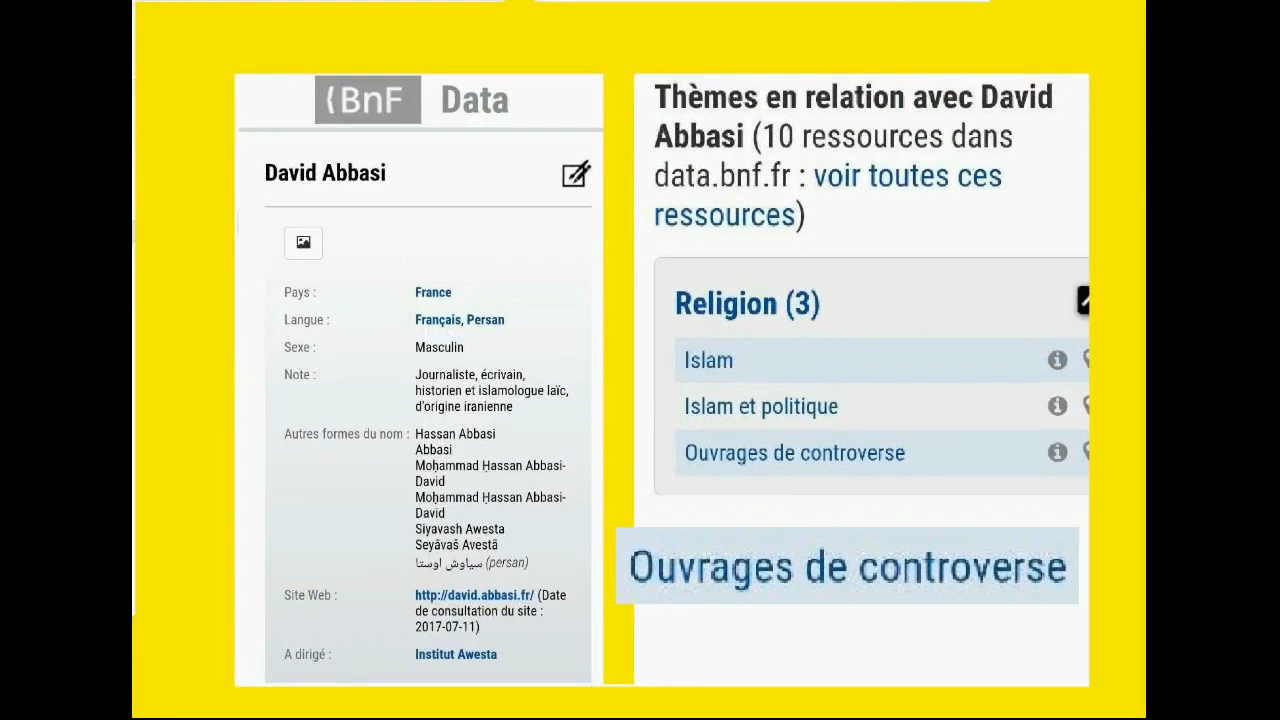 (BnF Data
David Abbasi
Pays : France
Langue : Français, Persan
Sexe : Masculin
Note : Journaliste, écrivain,
historien et islamologue laïc,
d'origine iranienne
Autres formes du nom : Hassan Abbasi
Abbasi
Moḥammad Ḥassan Abbasi-
David
Moḥammad Ḥassan Abbasi-
David
Siyavash Awesta
Seyâvaš Avestā
سیاوش اوستا (persan)
Site Web : http://david.abbasi.fr/ (Date
de consultation du site :
2017-07-11)
A dirigé : Institut Awesta
Thèmes en relation avec David
Abbasi (10 ressources dans
data.bnf.fr : voir toutes ces
ressources)
Religion (3)
Islam
Islam et politique
Ouvrages de controverse
Ouvrages de controverse